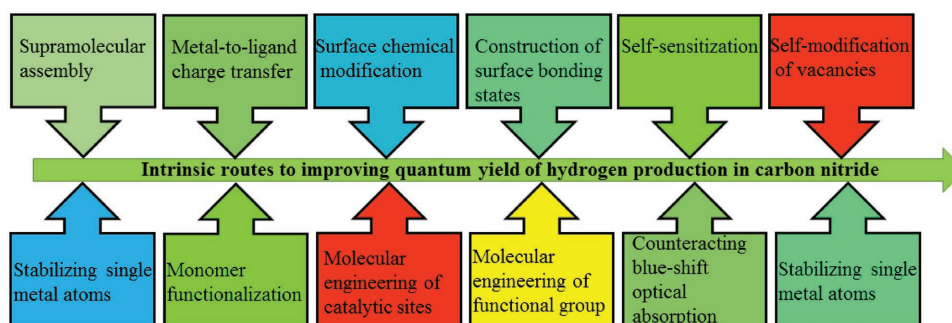 Supramolecular
assembly
Metal-to-ligand
charge transfer
Surface chemical
modification
Construction of
surface bonding
states
Self-sensitization
Self-modification
of vacancies
Intrinsic routes to improving quantum yield of hydrogen production in carbon nitride
Stabilizing single
metal atoms
Monomer
functionalization
Molecular
engineering of
catalytic sites
Molecular
engineering of
functional group
Counteracting
blue-shift
optical
absorption
Stabilizing single
metal atoms